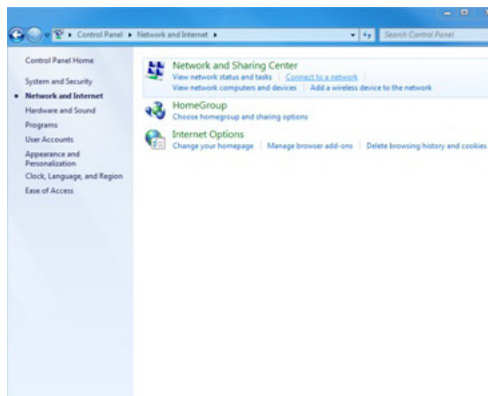 Control Panel ▸ Network and Internet ▸
Search Control Panel
Control Panel Home
System and Security
Network and Internet
Hardware and Sound
Programs
User Accounts
Appearance and
Personalization
Clock, Language, and Region
Ease of Access
Network and Sharing Center
View network status and tasks | Connect to a network
View network computers and devices | Add a wireless device to the network
HomeGroup
Choose homegroup and sharing options
Internet Options
Change your homepage | Manage browser add-ons | Delete browsing history and cookies